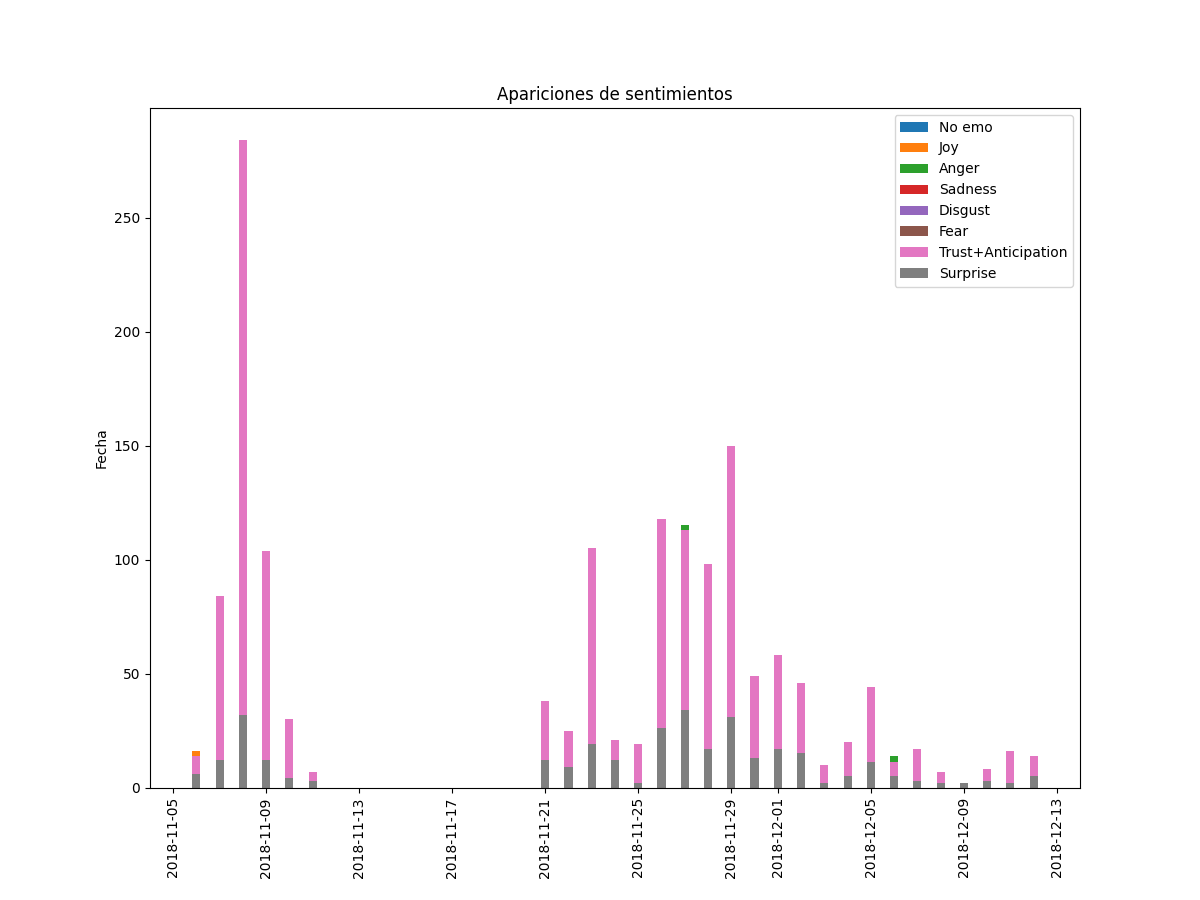 Apariciones de sentimientos
No emo
Joy
Anger
Sadness
Disgust
Fear
Trust+Anticipation
Surprise
Fecha
250
200
150
100
50
0
2018-11-05
2018-11-09
2018-11-13
2018-11-17
2018-11-21
2018-11-25
2018-11-29
2018-12-01
2018-12-05
2018-12-09
2018-12-13